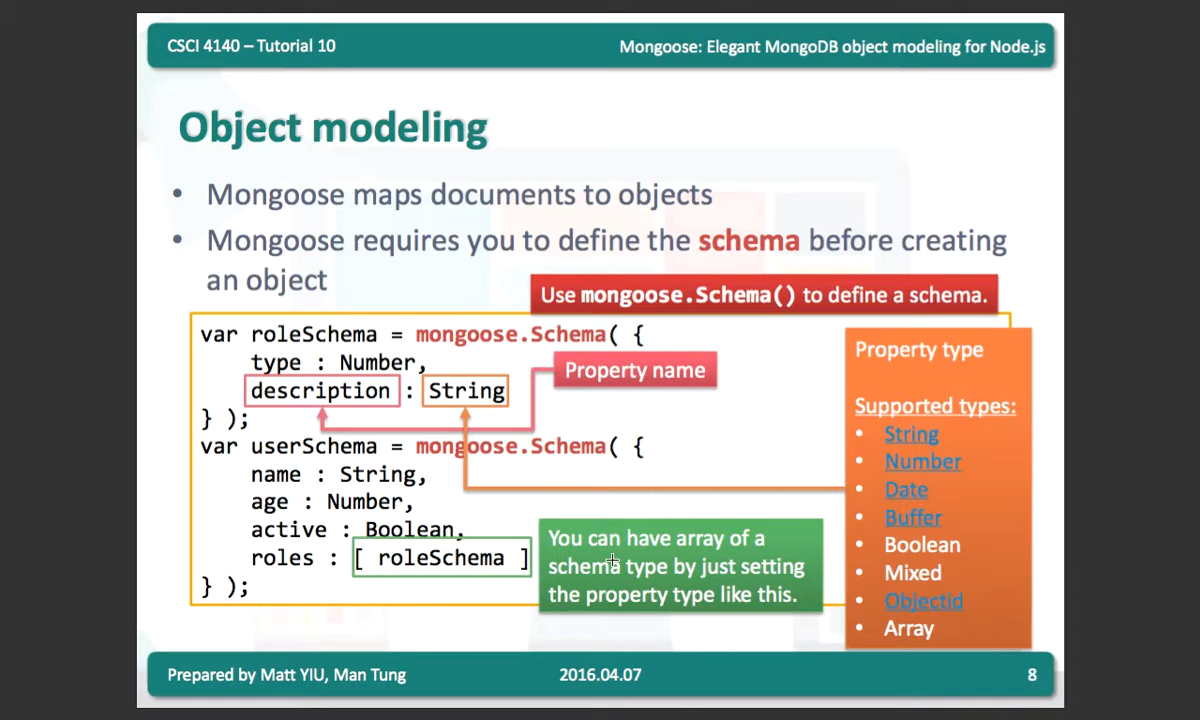 CSCI 4140 – Tutorial 10
Mongoose: Elegant MongoDB object modeling for Node.js
Object modeling
• Mongoose maps documents to objects
• Mongoose requires you to define the schema before creating
an object
Use mongoose.Schema() to define a schema.
var roleSchema = mongoose.Schema( {
type : Number,
description : String
} );
var userSchema = mongoose.Schema( {
name : String,
age : Number,
active : Boolean,
roles : [ roleSchema ]
} );
Property name
You can have array of a
schema type by just setting
the property type like this.
Property type
Supported types:
• String
• Number
• Date
• Buffer
• Boolean
• Mixed
• Objectid
• Array
Prepared by Matt YIU, Man Tung
2016.04.07
8